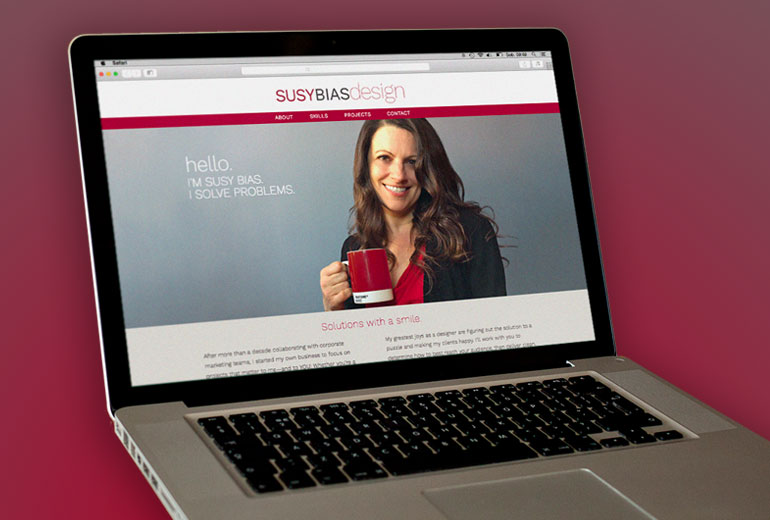 Safari
SUSYBIASdesign
ABOUT SKILLS PROJECTS CONTACT
hello.
I'M SUSY BIAS.
I SOLVE PROBLEMS.
PANTONE®
Solutions with a smile
After more than a decade collaborating with corporate
marketing teams, I started my own business to focus on
projects that matter to me—and to YOU! Whether you're a
My greatest joys as a designer are figuring out the solution to a
puzzle and making my clients happy. I'll work with you to
determine how to best reach your audience, then deliver clean,